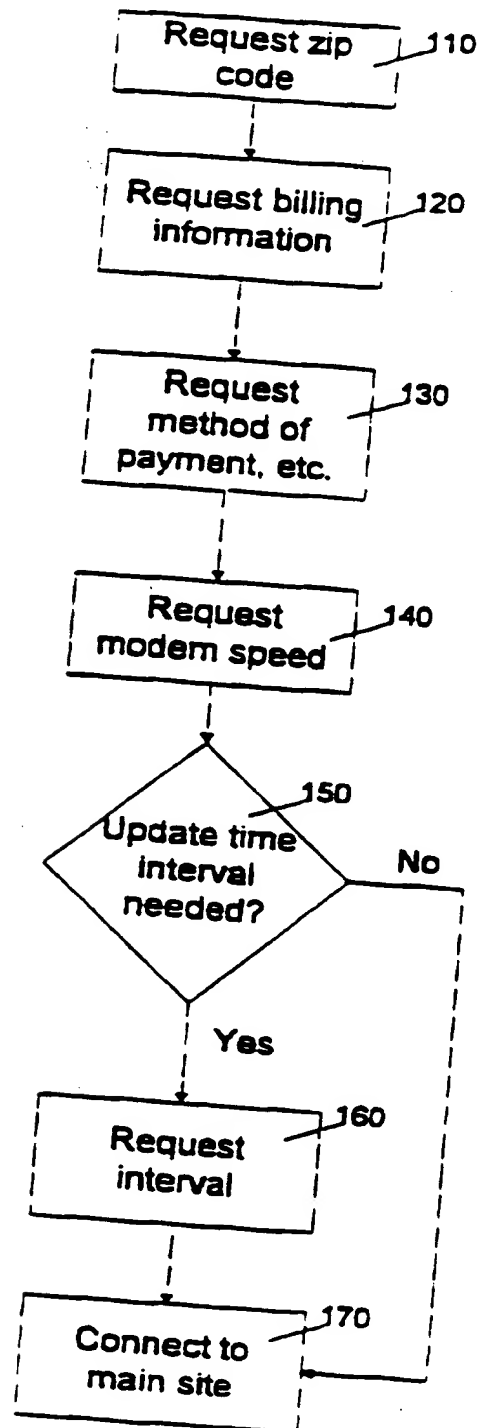 Request zip
code
110
Request billing
information
120
Request
method of
payment, etc.
130
Request
modem speed
140
150
Update time
interval
needed?
No
Yes
Request
interval
160
Connect to
main site
170